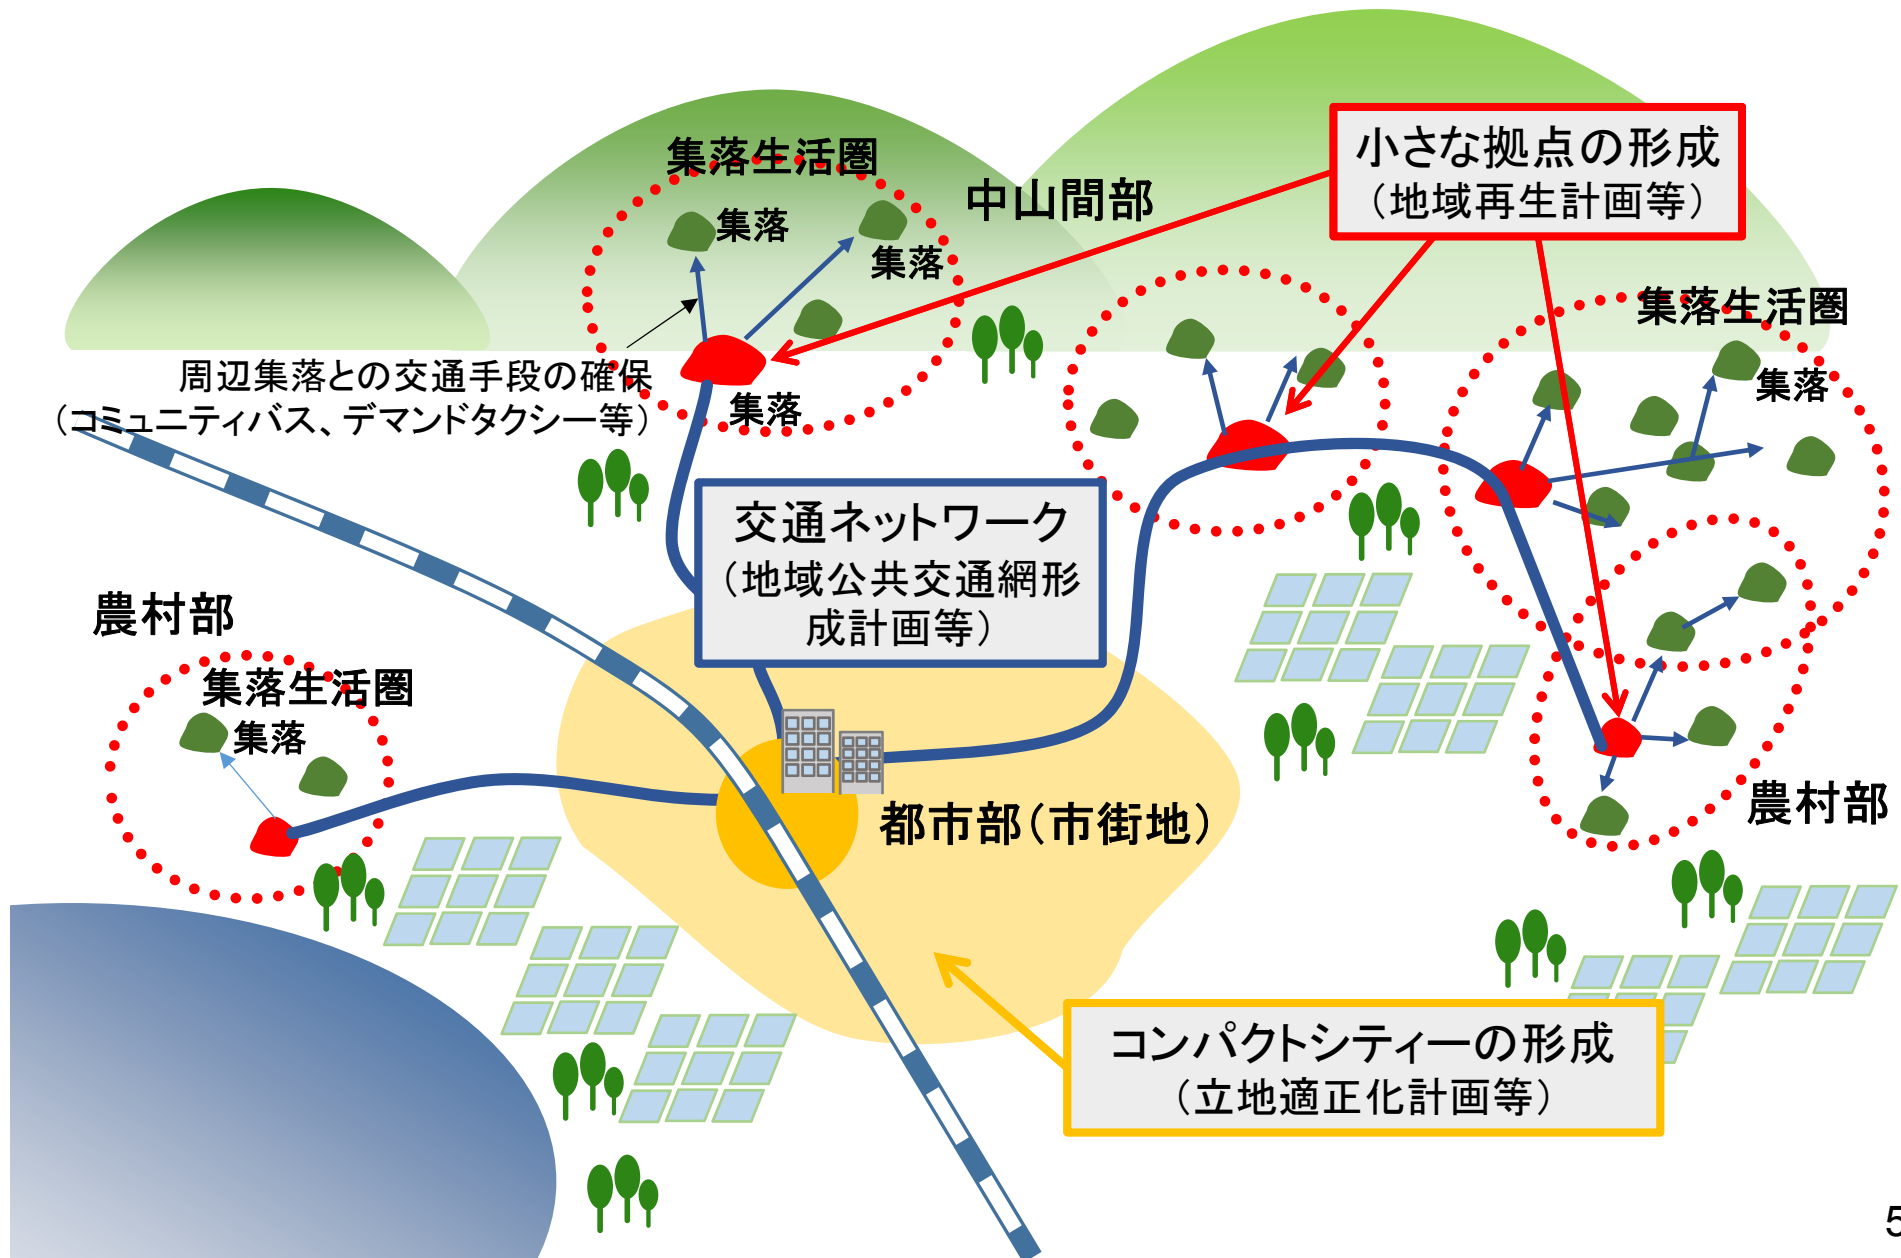 集落生活圏
小さな拠点の形成
（地域再生計画等）
中山間部
集落
集落
集落生活圏
周辺集落との交通手段の確保
（コミュニティバス、デマンドタクシー等）
集落
集落
交通ネットワーク
（地域公共交通網形
成計画等）
農村部
集落生活圏
集落
都市部（市街地）
農村部
コンパクトシティーの形成
（立地適正化計画等）
5